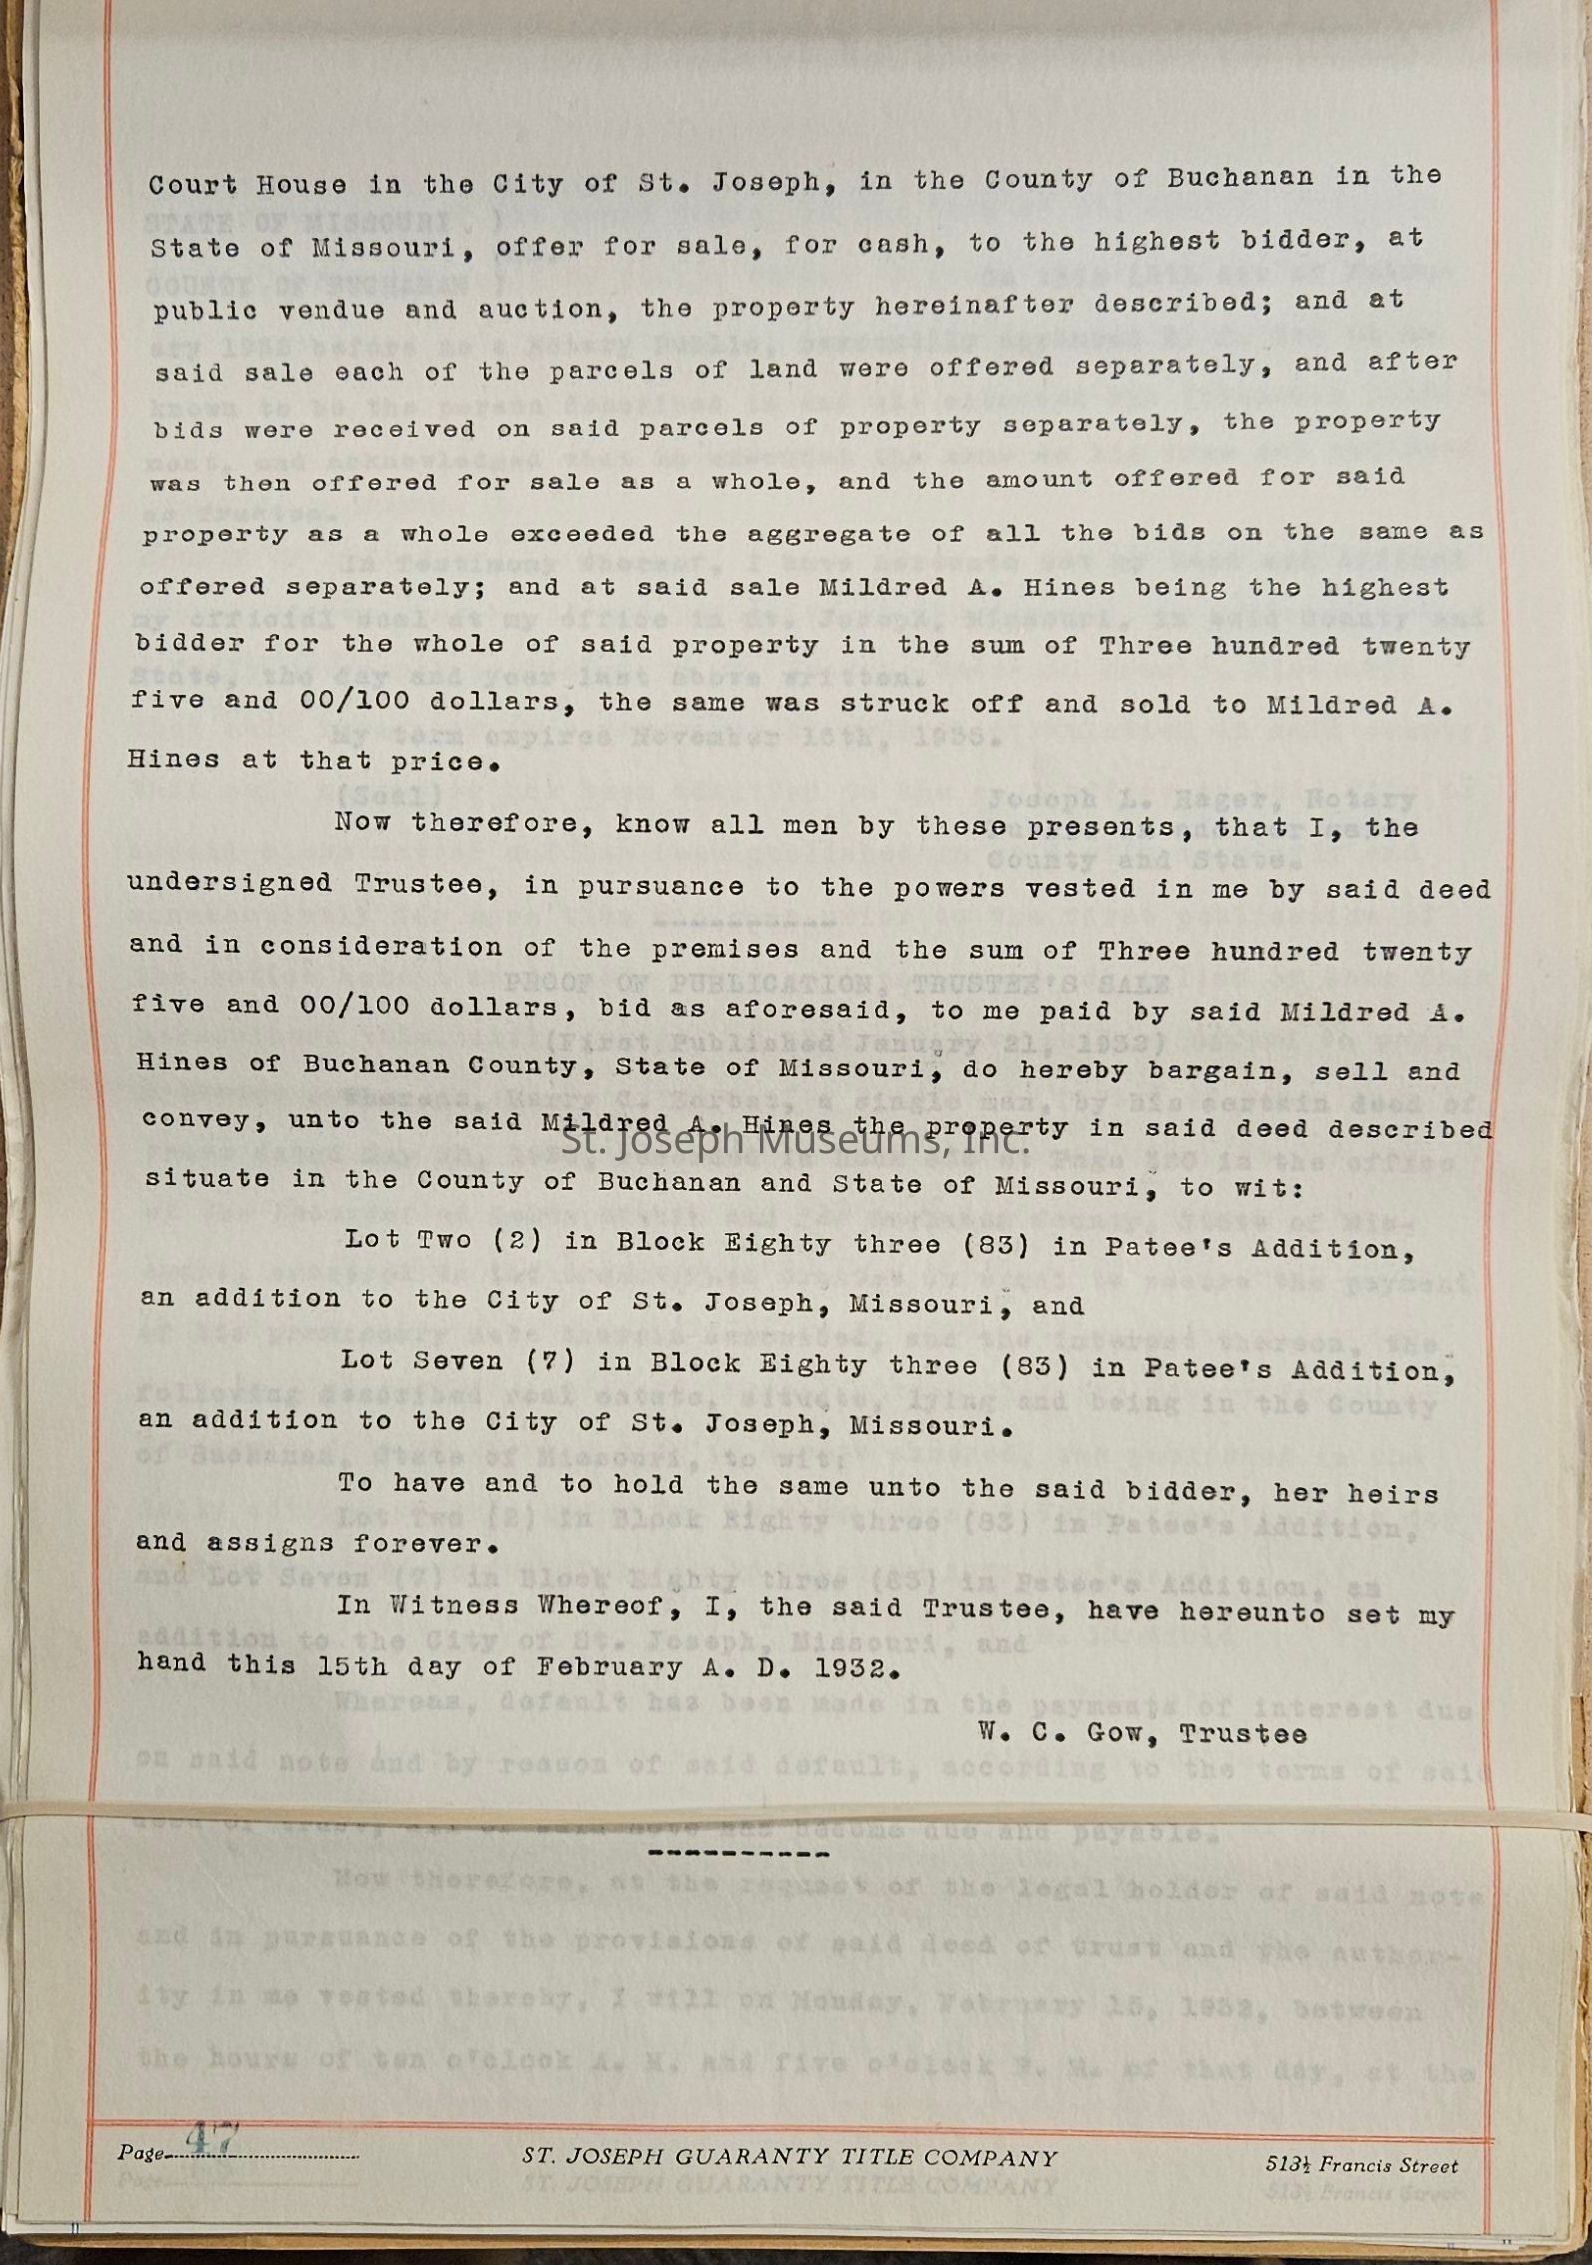 Court House in the City of St. Joseph, in the County of Buchanan in the
State of Missouri, offer for sale, for cash, to the highest bidder, at
public vendue and auction, the property hereinafter described; and at
said sale each of the parcels of land were offered separately, and after
bids were received on said parcels of property separately, the property
was then offered for sale as a whole, and the amount offered for said
property as a whole exceeded the aggregate of all the bids on the same as
offered separately; and at said sale Mildred A. Hines being the highest
bidder for the whole of said property in the sum of Three hundred twenty
five and 00/100 dollars, the same was struck off and sold to Mildred A.
Hines at that price.
Now therefore, know all men by these presents, that I, the
undersigned Trustee, in pursuance to the powers vested in me by said deed
and in consideration of the premises and the sum of Three hundred twenty
five and 00/100 dollars, bid as aforesaid, to me paid by said Mildred A.
Hines of Buchanan County, State of Missouri, do hereby bargain, sell and
convey, unto the said Mildred A. Hines the property in said deed described
St. Joseph Museums, Inc.
situate in the County of Buchanan and State of Missouri, to wit:
Lot Two (2) in Block Eighty three (83) in Patee's Addition,
an addition to the City of St. Joseph, Missouri, and
Lot Seven (7) in Block Eighty three (83) in Patee's Addition,
an addition to the City of St. Joseph, Missouri.
To have and to hold the same unto the said bidder, her heirs
and assigns forever.
In Witness Whereof, I, the said Trustee, have hereunto set my
hand this 15th day of February A. D. 1932.
W. C. Gow, Trustee
----------
Page 47
ST. JOSEPH GUARANTY TITLE COMPANY
513½ Francis Street